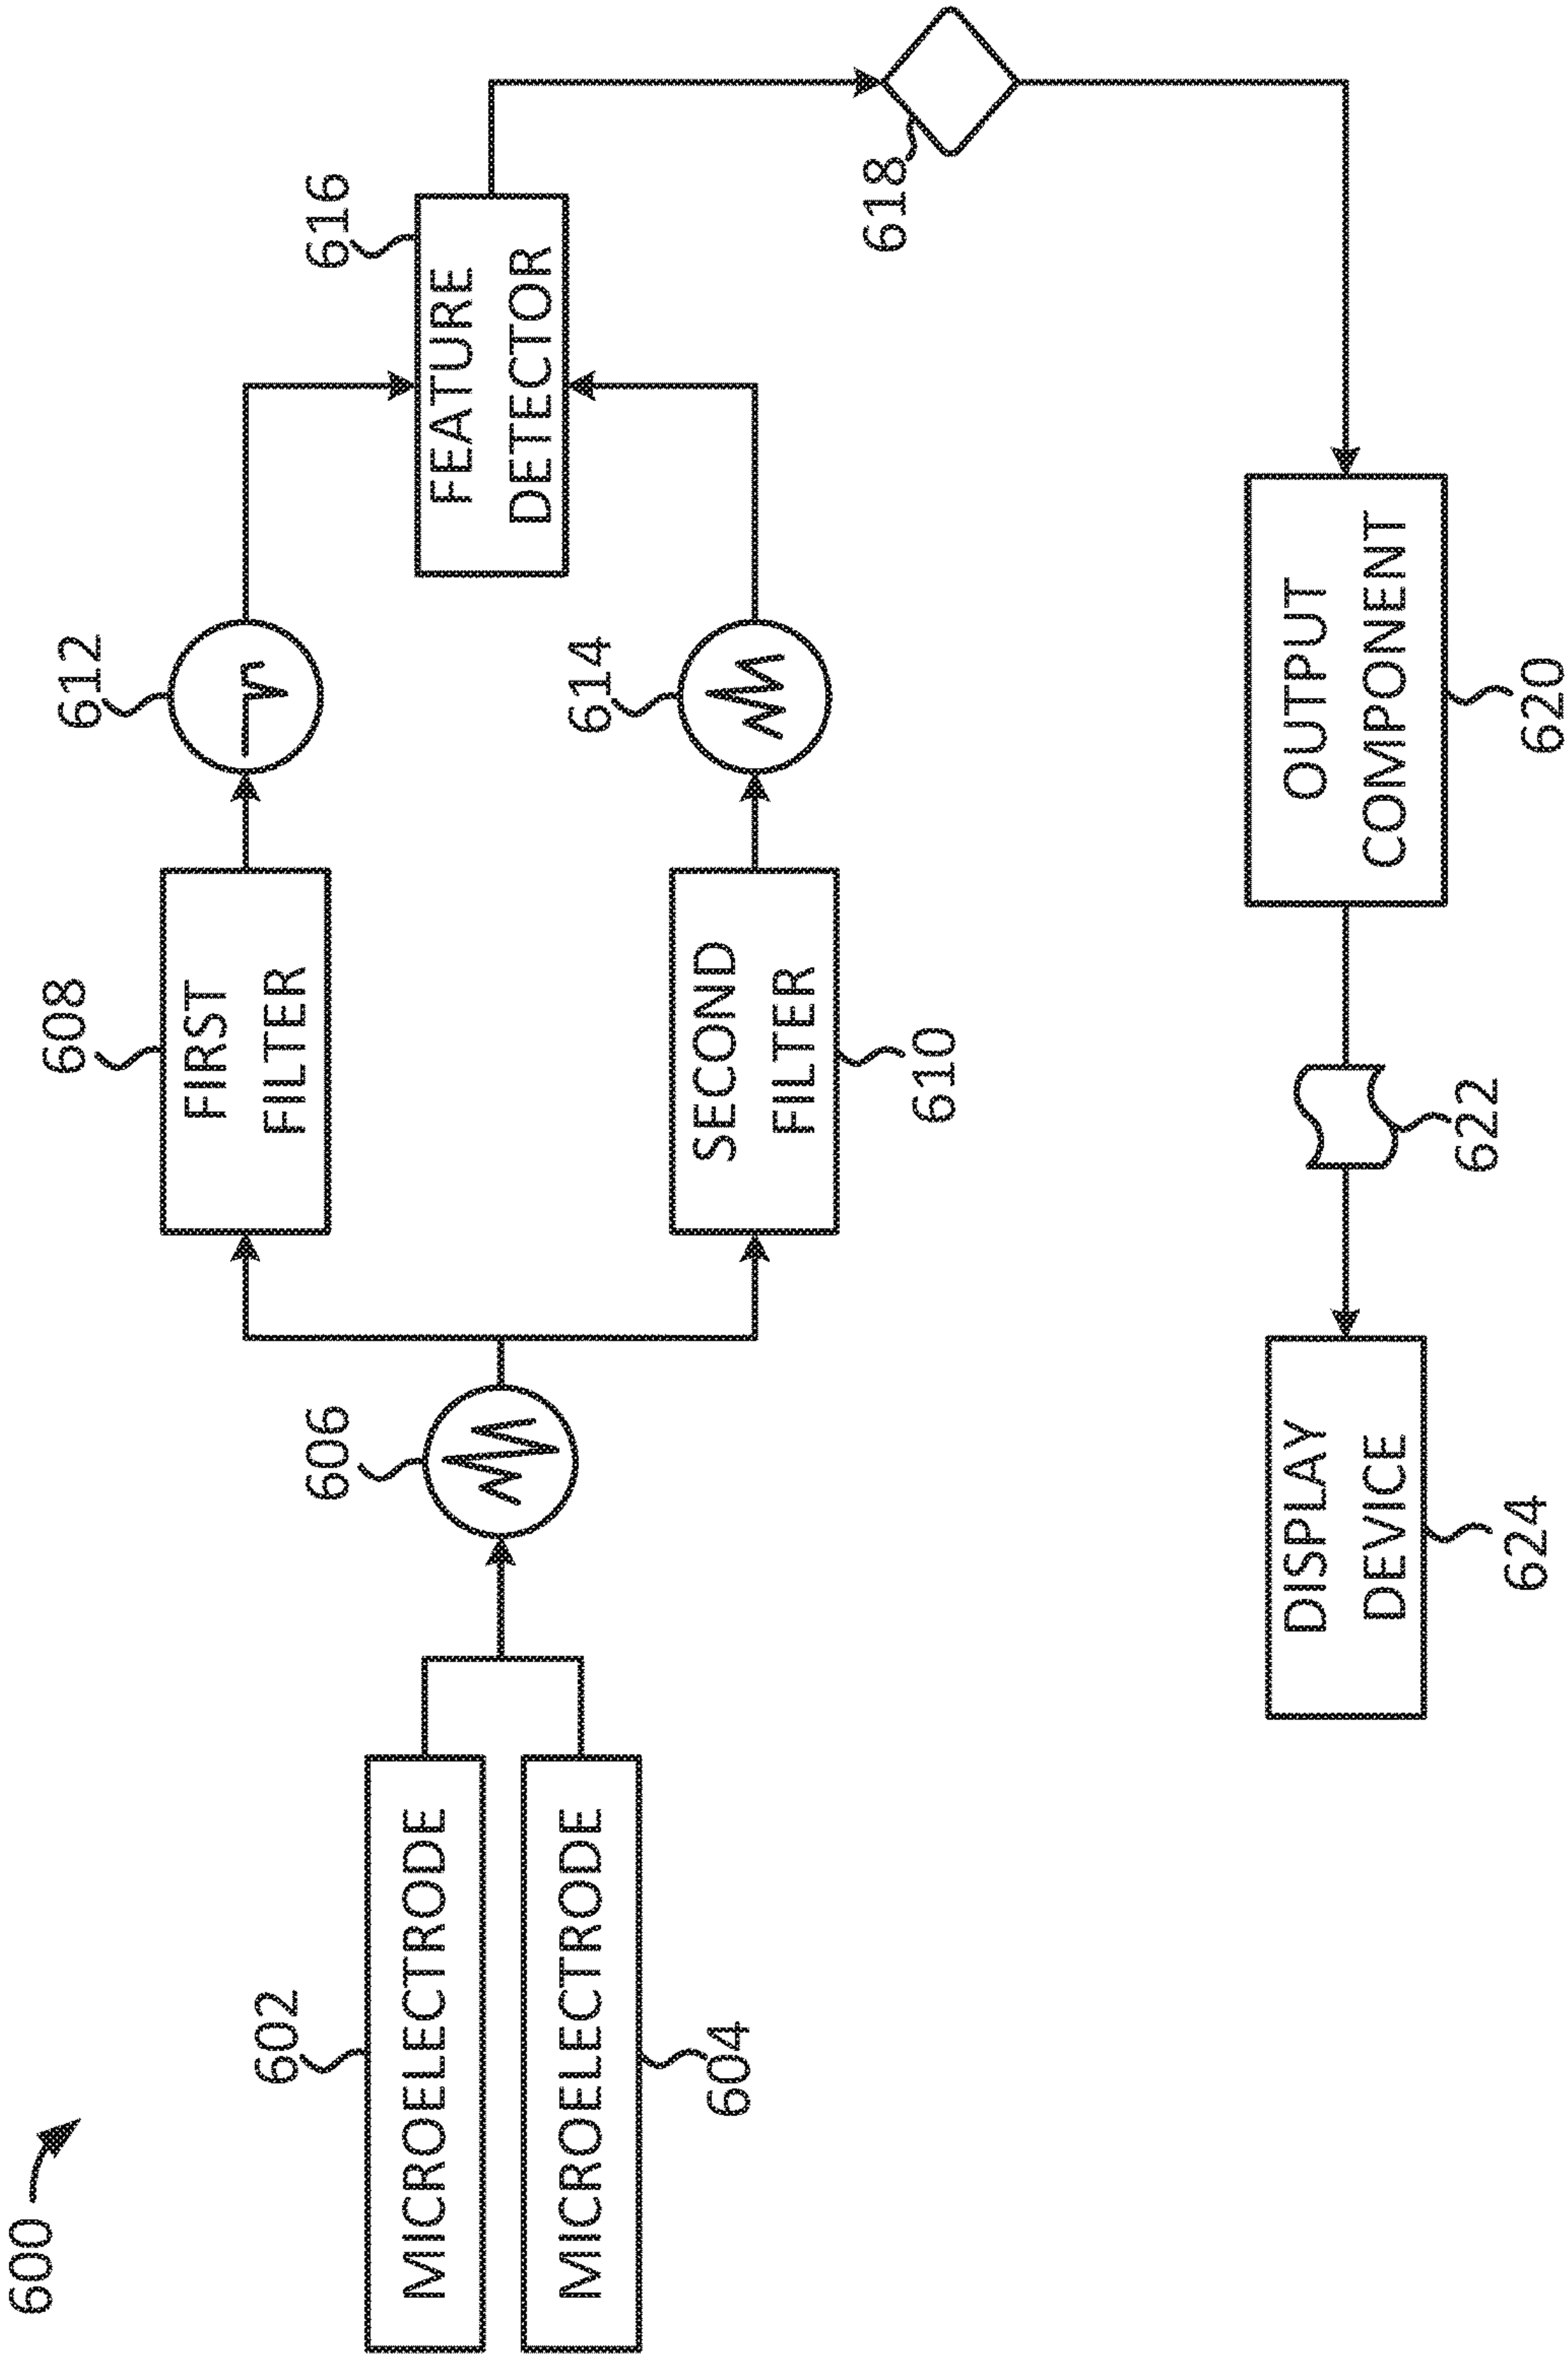 600
602
MICROELECTRODE
MICROELECTRODE
604
606
608
FIRST
FILTER
SECOND
FILTER
610
612
614
616
FEATURE
DETECTOR
618
OUTPUT
COMPONENT
620
622
DISPLAY
DEVICE
624